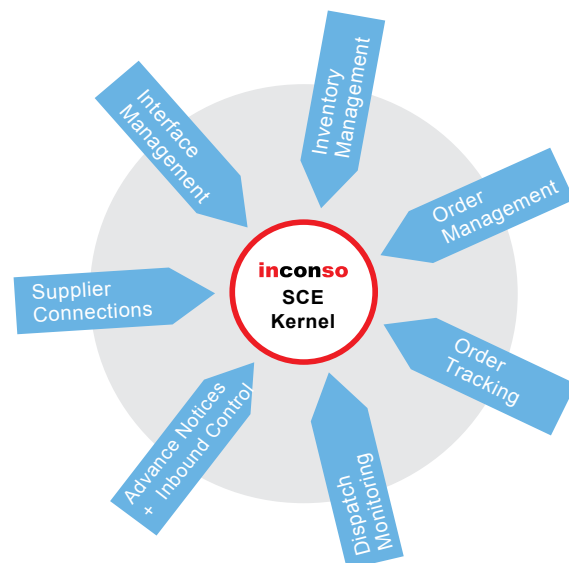 Inventory
Management
Interface
Management
Order
Management
inconso
SCE
Kernel
Supplier
Connections
Order
Tracking
Advance Notices
+ Inbound Control
Dispatch
Monitoring